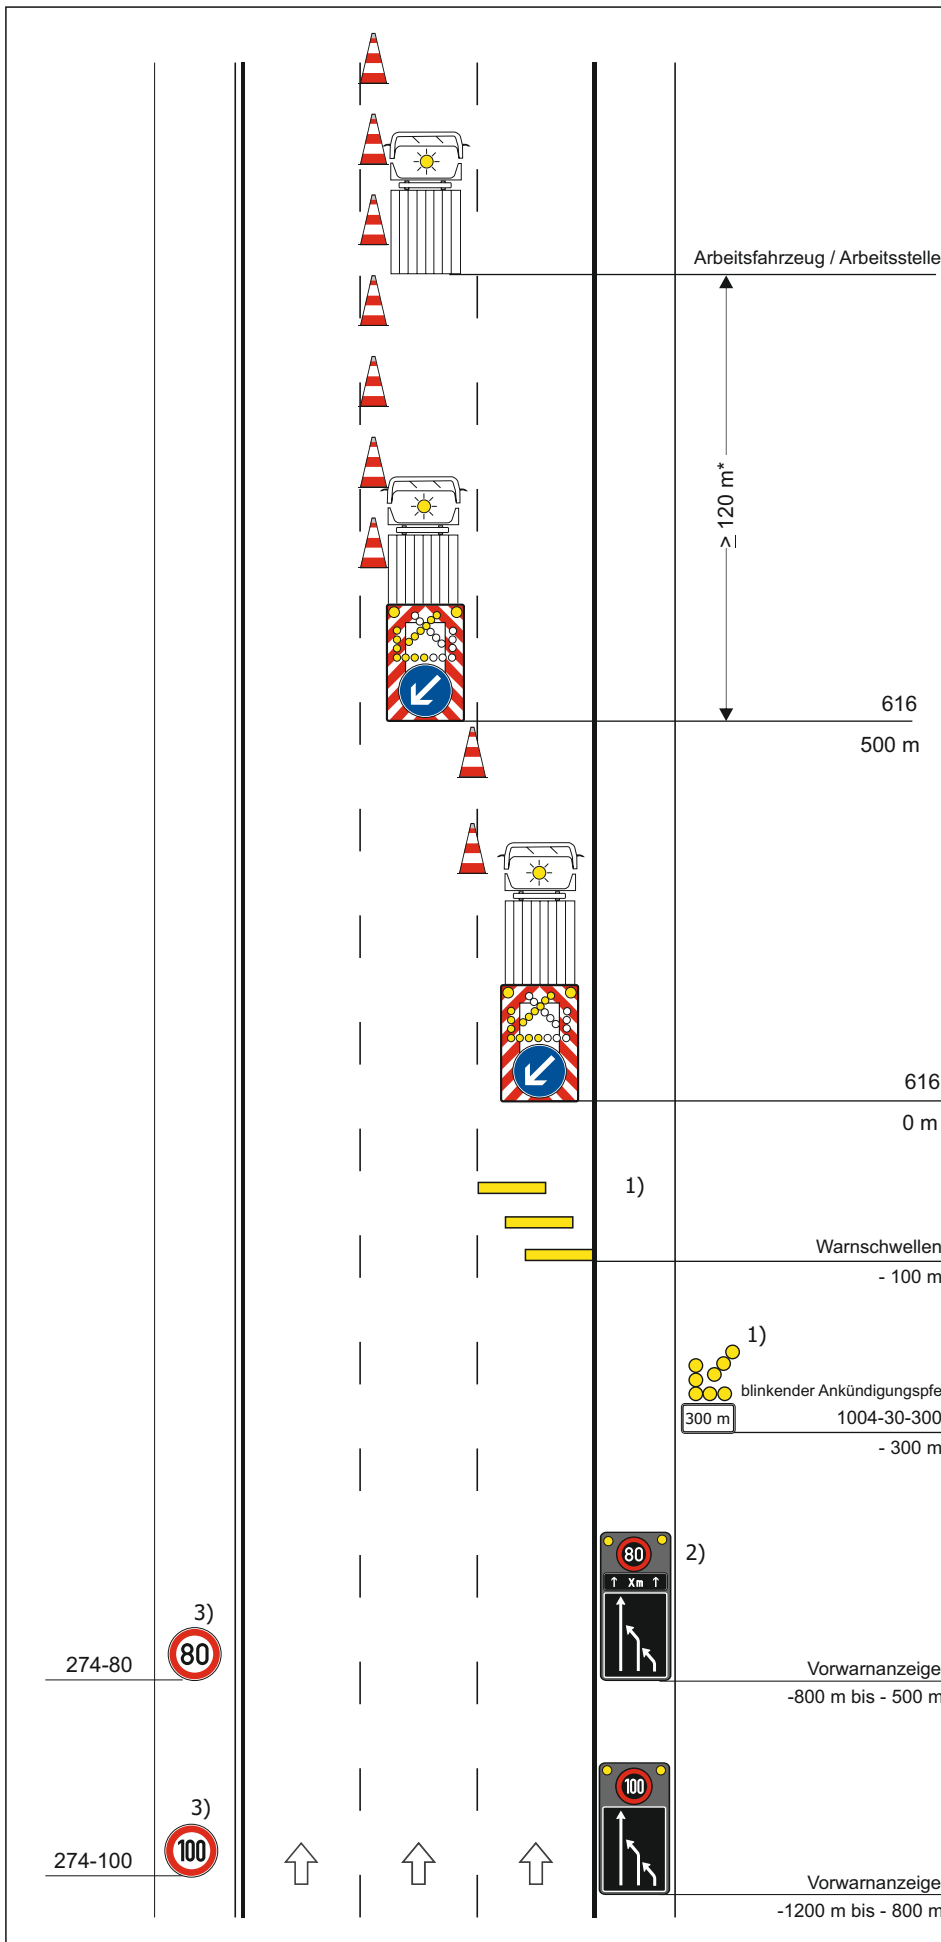 Arbeitsfahrzeug / Arbeitsstelle
> 120 m*
616
500 m
616
0 m
1)
Warnschwellen
- 100 m
1)
blinkender Ankündigungspfe
300 m
1004-30-300
- 300 m
80
2)
↑ Xm ↑
3)
80
274-80
Vorwarnanzeige
-800 m bis - 500 m
100
3)
100
274-100
Vorwarnanzeige
-1200 m bis - 800 m